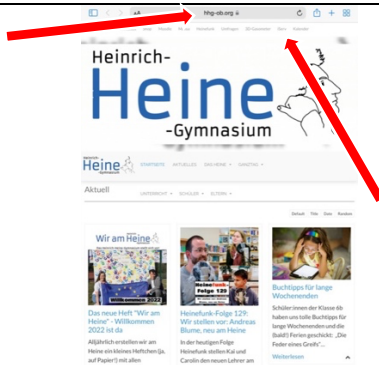 hhg-ob.org
Heinrich-
Heine
-Gymnasium
Heinrich-
Heine
-Gymnasium
STARTSEITE AKTUELLES DAS HEINE GANZTAG
Aktuell
UNTERRICHT SCHÜLER ELTERN
Default Title Date Random
Wir am Heine
Willkommen 2022
Das neue Heft "Wir am
Heine" - Willkommen
2022 ist da
Alljährlich erstellen wir am
Heine ein kleines Heftchen (ja,
auf Papier!) mit allen
Heinefunk
Folge 129
Heinefunk-Folge 129:
Wir stellen vor: Andreas
Blume, neu am Heine
In der heutigen Folge
Heinefunk stellen Kal und
Carolin den neuen Lehrer am
Buchtipps für lange
Wochenenden
Schüler:innen der Klasse 6b
haben uns tolle Buchtipps für
lange Wochenenden und die
(bald!) Ferien geschickt: „Die
Feder eines Greifs"...
Weiterlesen